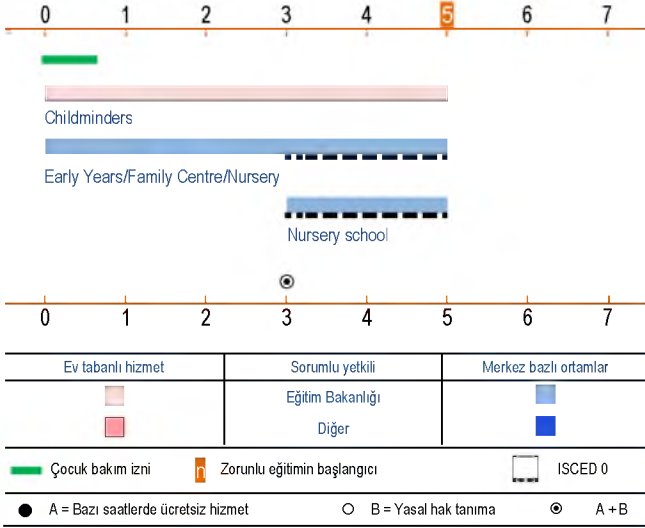 0 1 2 3 4 5 6 7
Childminders
Early Years/Family Centre/Nursery
Nursery school
0 1 2 3 4 5 6 7
Ev tabanlı hizmet Sorumlu yetkili Merkez bazlı ortamlar
Eğitim Bakanlığı
Diğer
Çocuk bakım izni n Zorunlu eğitimin başlangıcı ISCED 0
A = Bazı saatlerde ücretsiz hizmet B = Yasal hak tanıma A + B